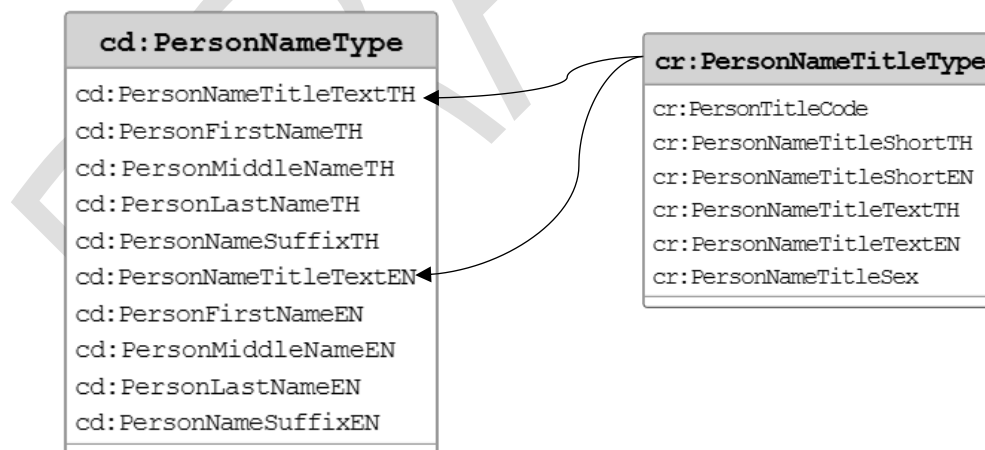 cd:PersonNameType
cd:PersonNameTitleTextTH
cd:PersonFirstNameTH
cd:PersonMiddleNameTH
cd:PersonLastNameTH
cd:PersonNameSuffixTH
cd:PersonNameTitleTextEN
cd:PersonFirstNameEN
cd:PersonMiddleNameEN
cd:PersonLastNameEN
cd:PersonNameSuffixEN
cr:PersonNameTitleType
cr:PersonTitleCode
cr:PersonNameTitleShortTH
cr:PersonNameTitleShortEN
cr:PersonNameTitleTextTH
cr:PersonNameTitleTextEN
cr:PersonNameTitleSex